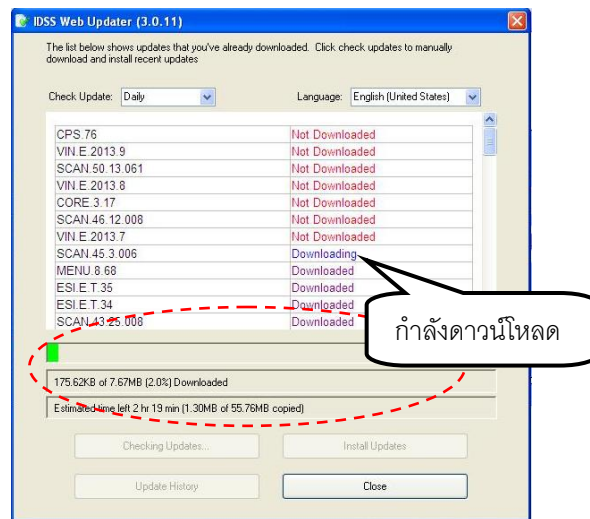 IDSS Web Updater (3.0.11)
The list below shows updates that you've already downloaded. Click check updates to manually
download and install recent updates
Check Update: Daily Language: English (United States)
CPS.76 Not Downloaded
VIN.E.2013.9 Not Downloaded
SCAN.50.13.061 Not Downloaded
VIN.E.2013.8 Not Downloaded
CORE.3.17 Not Downloaded
SCAN.46.12.008 Not Downloaded
VIN.E.2013.7 Not Downloaded
SCAN.45.3.006 Downloading
MENU.8.68 Downloaded
ESI.E.T.35 Downloaded
ESI.E.T.34 Downloaded
SCAN.43.25.008 Downloaded
กำลังดาวน์โหลด
175.62KB of 7.67MB (2.0%) Downloaded
Estimated time left 2 hr 19 min (1.30MB of 55.76MB copied)
Checking Updates... Install Updates
Update History Close